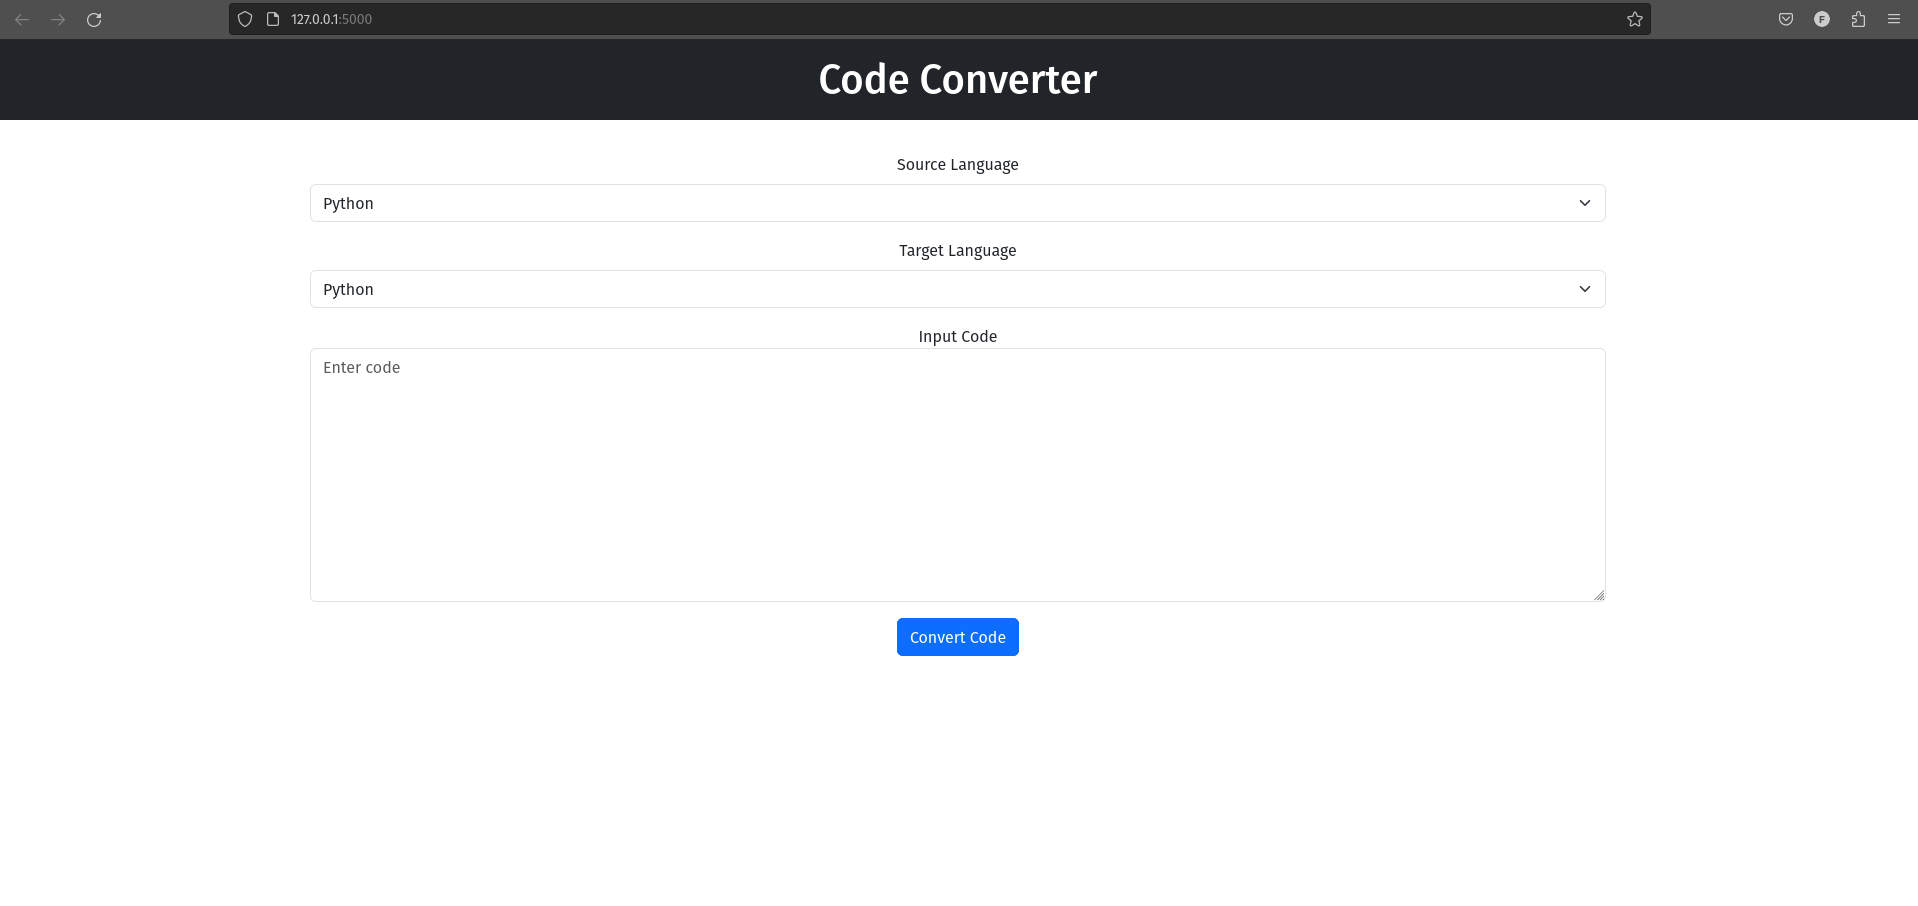 127.0.0.1:5000
F
Code Converter
Source Language
Python
Target Language
Python
Input Code
Enter code
Convert Code